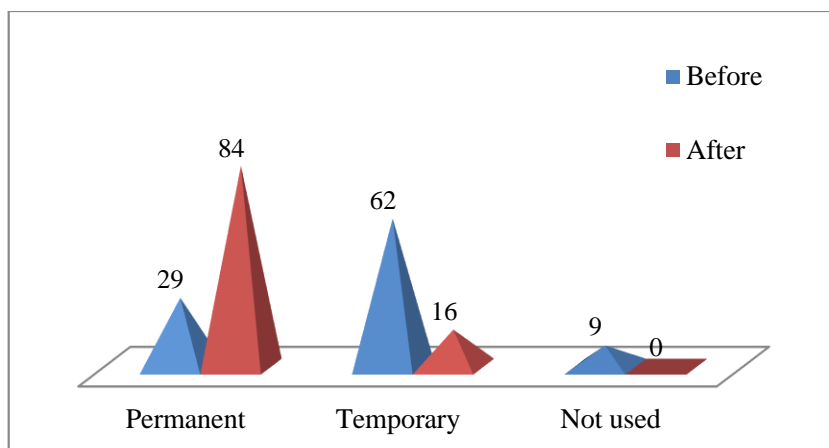 Before
After
84
62
29
16
9
0
Permanent Temporary Not used